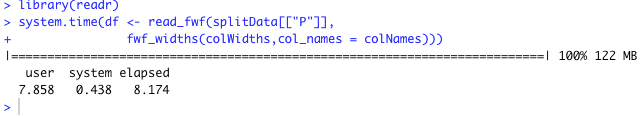 > library(readr)
> system.time(df <- read_fwf(splitData[["P"]],
+                  fwf_widths(colWidths,col_names = colNames)))
|=======================================================================| 100% 122 MB
   user  system elapsed
  7.858   0.438   8.174
>